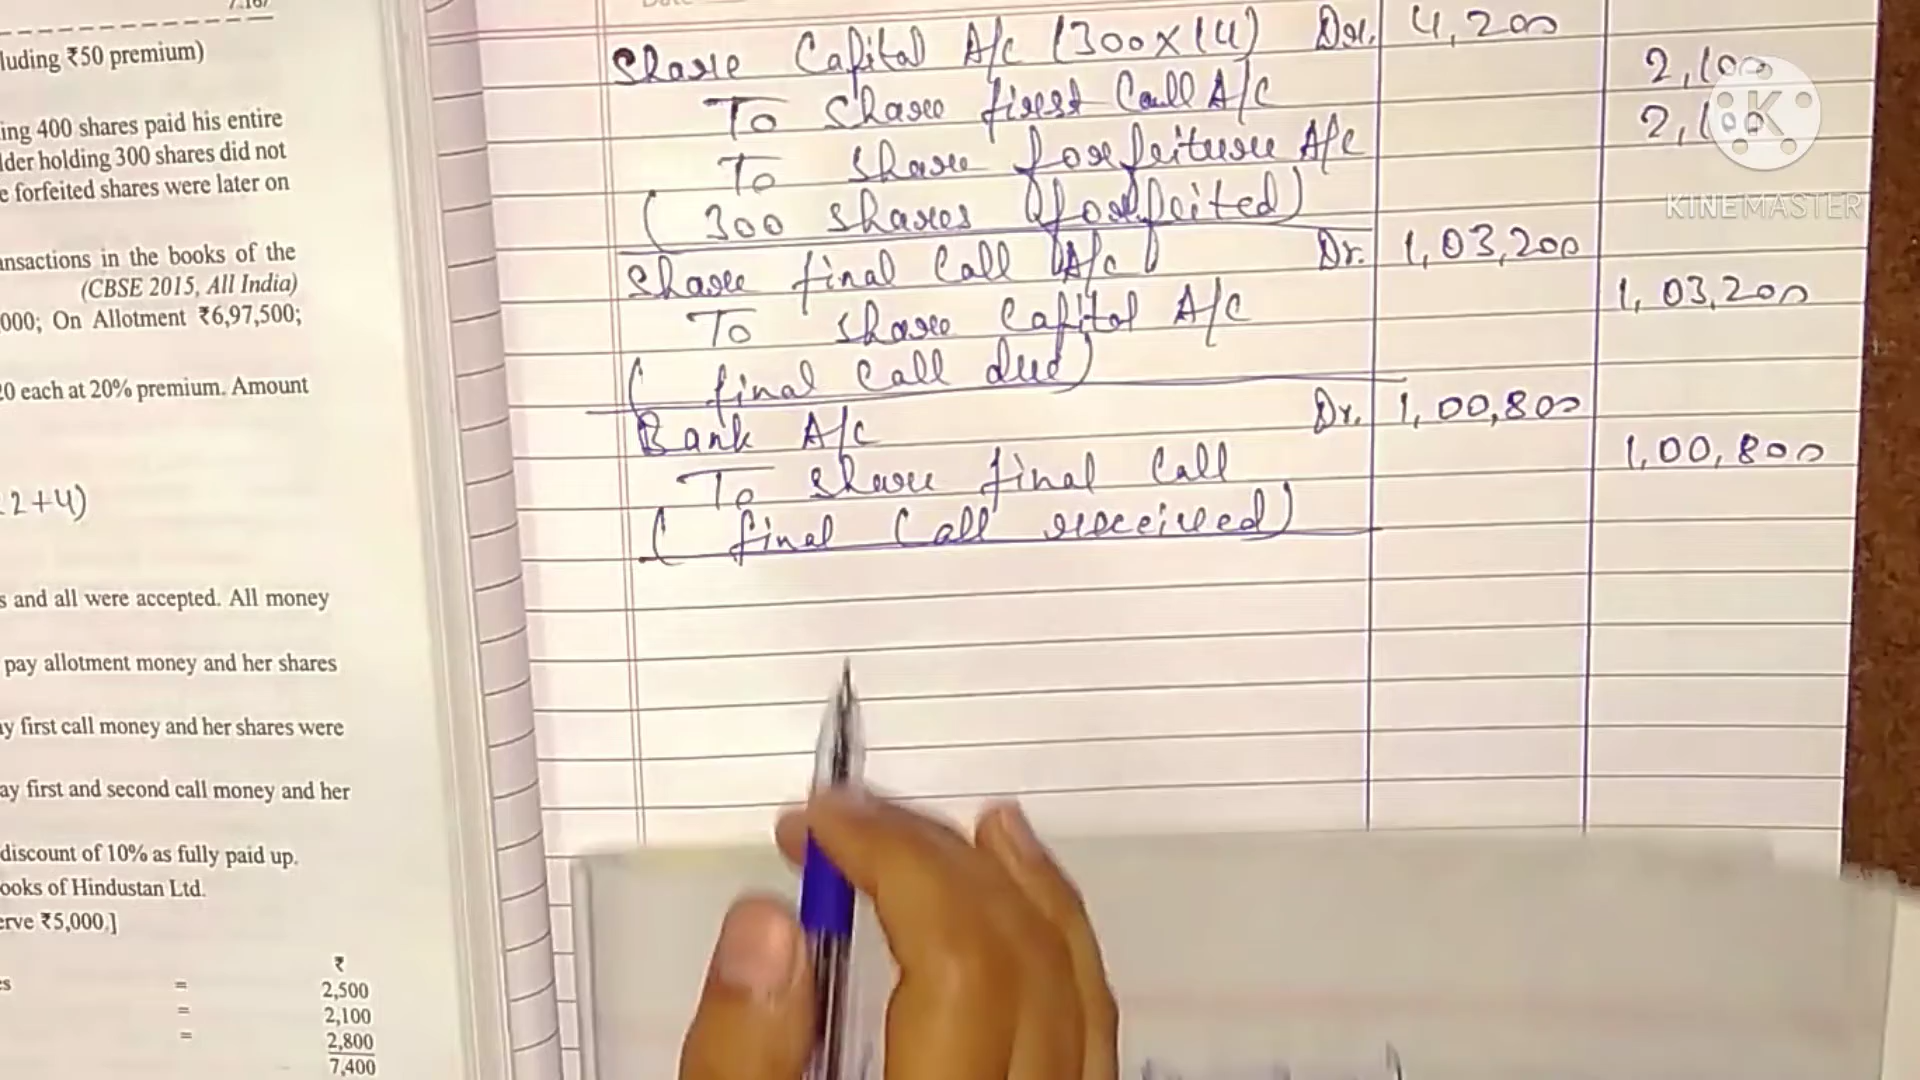 7.167
luding ₹50 premium)
ing 400 shares paid his entire
lder holding 300 shares did not
e forfeited shares were later on
ansactions in the books of the
(CBSE 2015, All India)
000; On Allotment ₹6,97,500;
20 each at 20% premium. Amount
2+4)
s and all were accepted. All money
pay allotment money and her shares
ay first call money and her shares were
ay first and second call money and her
discount of 10% as fully paid up.
ooks of Hindustan Ltd.
erve ₹5,000.]
₹
es = 2,500
= 2,100
= 2,800
7,400
Share Capital A/c (300×14) Dr. 4,200
To Share first Call A/c 2,100
To Share forfeiture A/c 2,100
( 300 shares forfeited)
Share final Call A/c Dr. 1,03,200
To Share Capital A/c 1,03,200
( final Call due)
Bank A/c Dr. 1,00,800
To Share final Call 1,00,800
( final Call received)
K
KINEMASTER